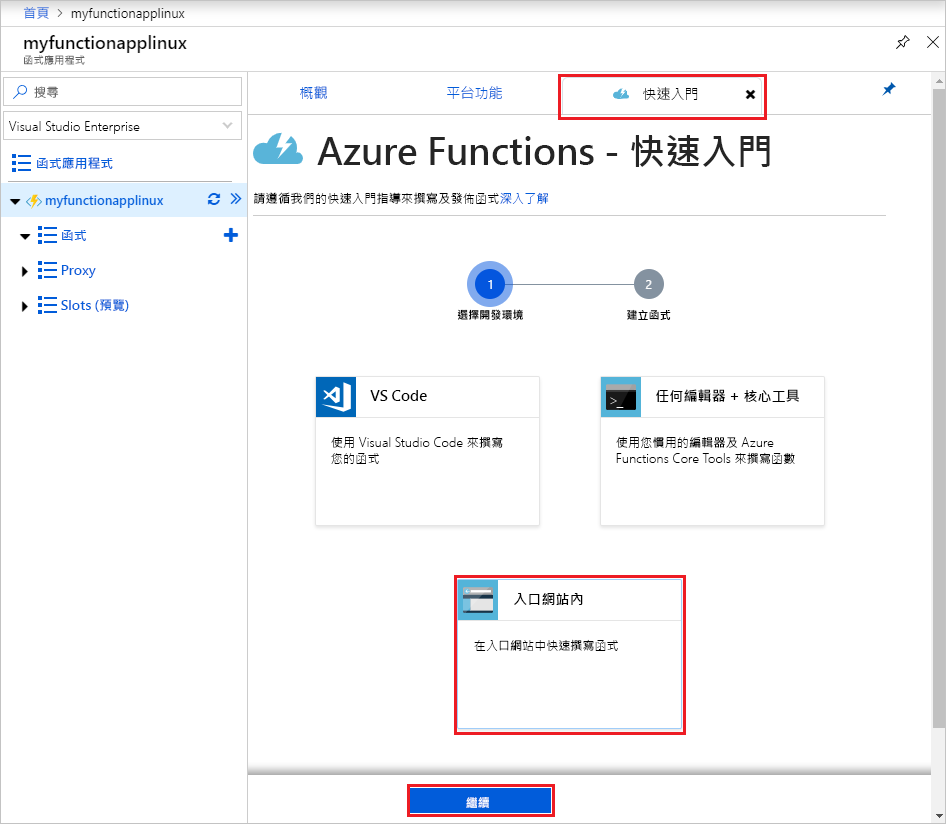 首頁 > myfunctionapplinux
myfunctionapplinux
函式應用程式
搜尋
Visual Studio Enterprise
函式應用程式
myfunctionapplinux
函式
Proxy
Slots (預覽)
概觀
平台功能
快速入門
Azure Functions - 快速入門
請遵循我們的快速入門指導來撰寫及發佈函式深入了解
1
2
選擇開發環境
建立函式
VS Code
使用 Visual Studio Code 來撰寫
您的函式
任何編輯器 + 核心工具
使用您慣用的編輯器及 Azure
Functions Core Tools 來撰寫函數
入口網站內
在入口網站中快速撰寫函式
繼續